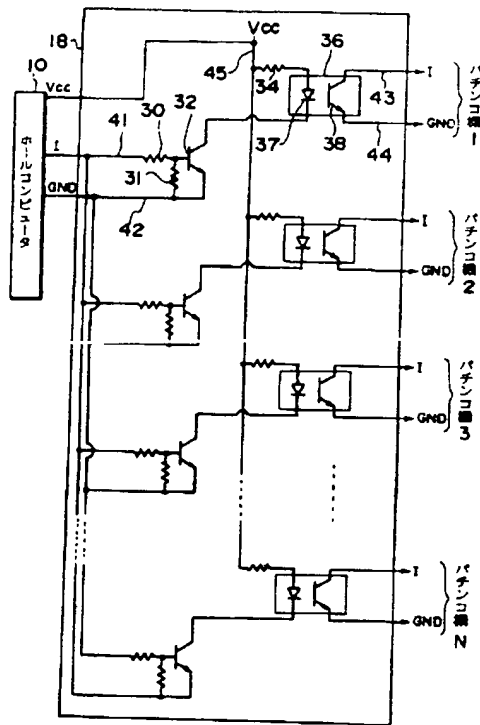 18
Vcc
10
Vcc
45
34
36
I
43
37
38
GND
44
パチンコ機1
32
I
41
30
31
GND
42
ホールコンピュータ
I
GND
パチンコ機2
I
GND
パチンコ機3
I
GND
パチンコ機N